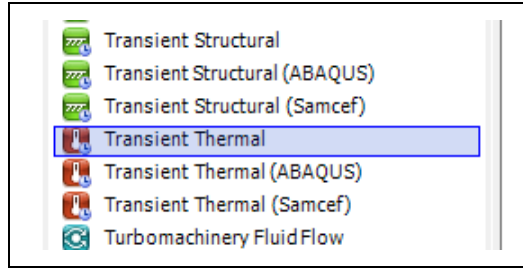 Transient Structural
Transient Structural (ABAQUS)
Transient Structural (Samcef)
Transient Thermal
Transient Thermal (ABAQUS)
Transient Thermal (Samcef)
Turbomachinery Fluid Flow